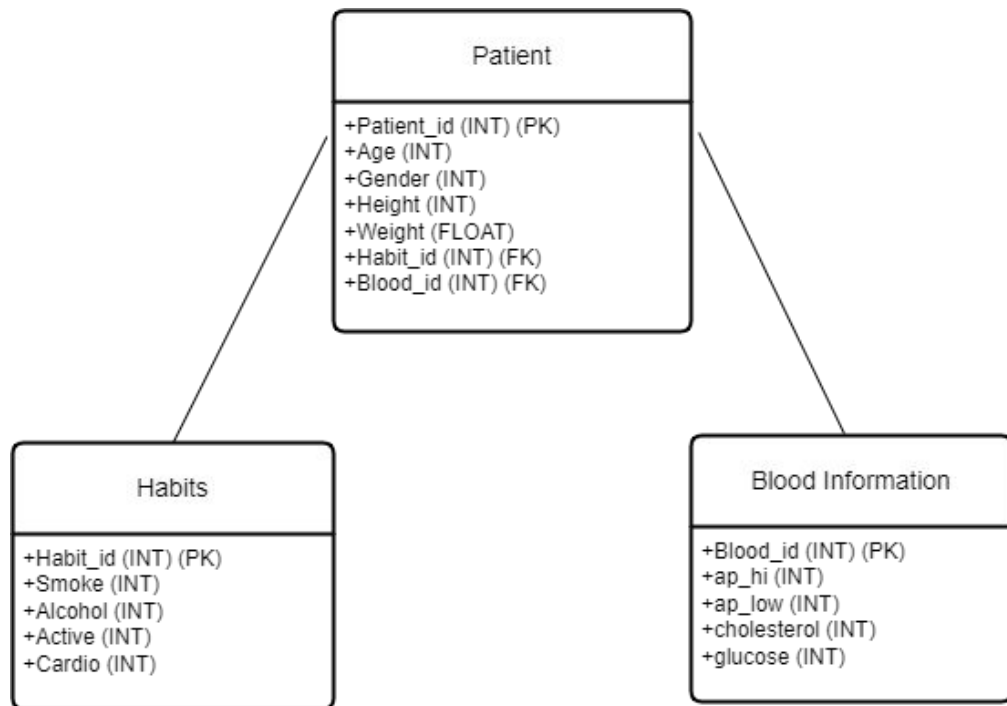 Patient
+Patient_id (INT) (PK)
+Age (INT)
+Gender (INT)
+Height (INT)
+Weight (FLOAT)
+Habit_id (INT) (FK)
+Blood_id (INT) (FK)
Habits
+Habit_id (INT) (PK)
+Smoke (INT)
+Alcohol (INT)
+Active (INT)
+Cardio (INT)
Blood Information
+Blood_id (INT) (PK)
+ap_hi (INT)
+ap_low (INT)
+cholesterol (INT)
+glucose (INT)